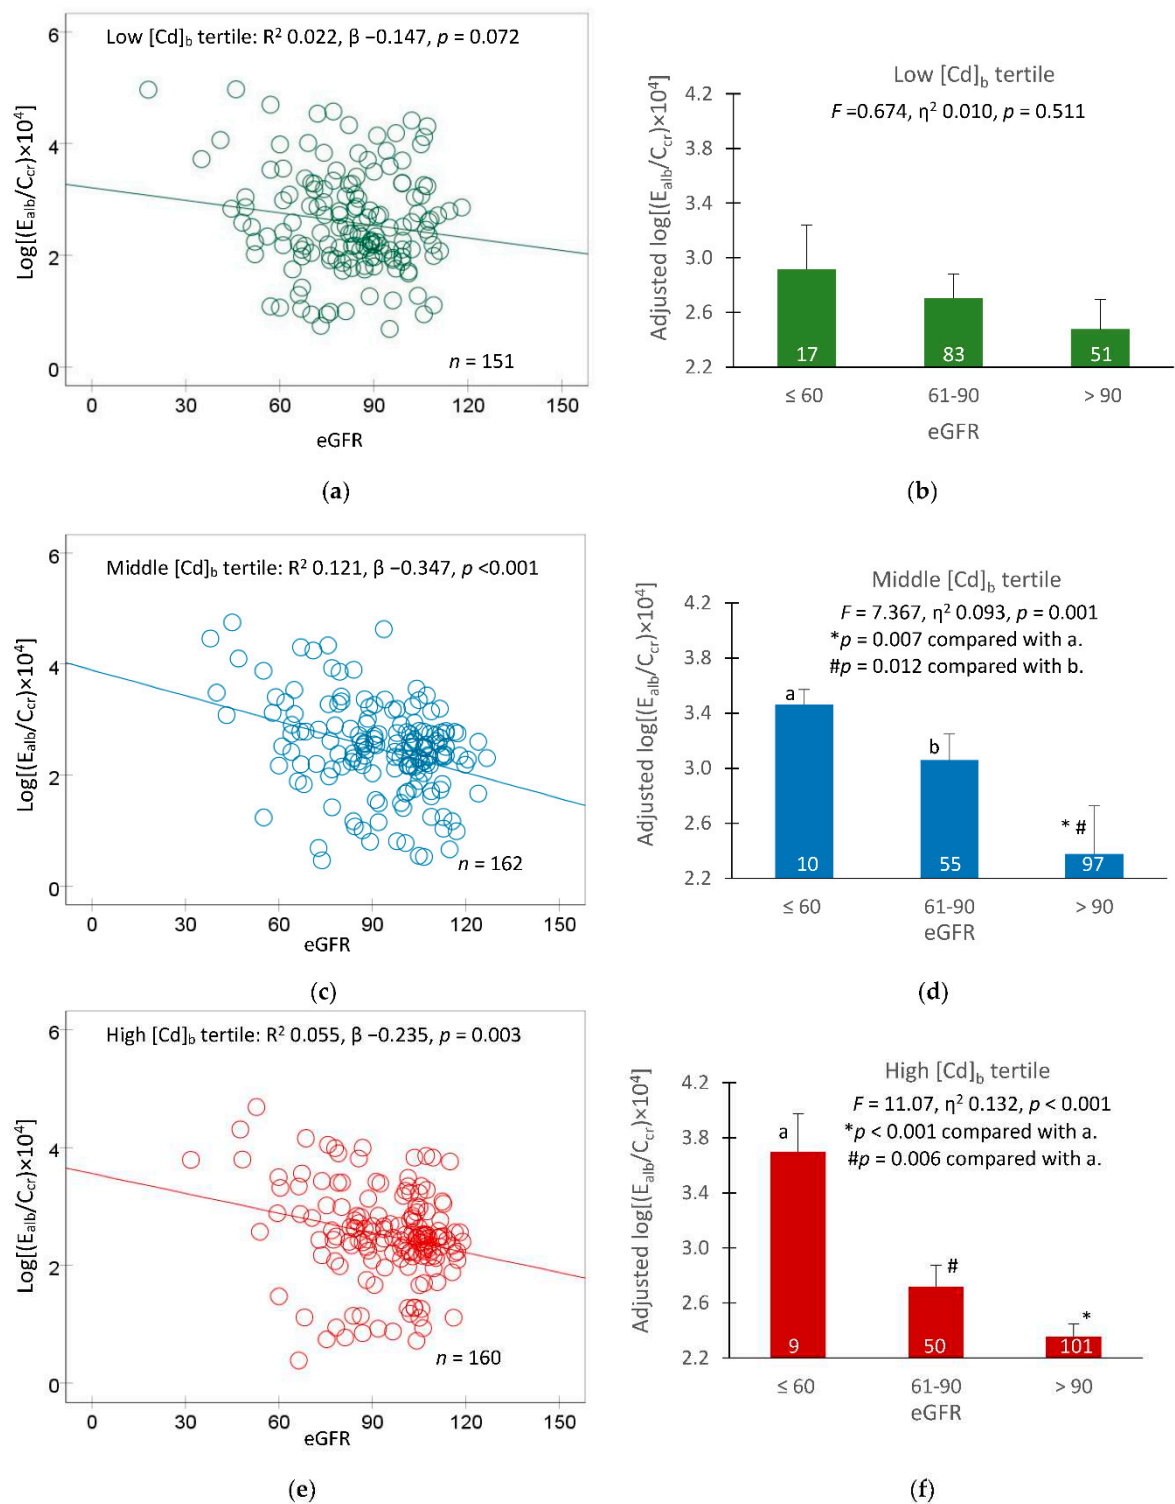 Low [Cd]b tertile: R² 0.022, β −0.147, p = 0.072
Log[(Ealb/Ccr)×10⁴)
6
4
2
0
n = 151
0 30 60 90 120 150
eGFR
(a)
Low [Cd]b tertile
F =0.674, η² 0.010, p = 0.511
Adjusted log[(Ealb/Ccr)×10⁴)
4.2
3.8
3.4
3.0
2.6
2.2
17 83 51
≤ 60 61-90 > 90
eGFR
(b)
Middle [Cd]b tertile: R² 0.121, β −0.347, p <0.001
Log[(Ealb/Ccr)×10⁴)
6
4
2
0
n = 162
0 30 60 90 120 150
eGFR
(c)
Middle [Cd]b tertile
F = 7.367, η² 0.093, p = 0.001
*p = 0.007 compared with a.
#p = 0.012 compared with b.
Adjusted log[(Ealb/Ccr)×10⁴]
4.2
3.8
3.4
3.0
2.6
2.2
a
b
* #
10 55 97
≤ 60 61-90 > 90
eGFR
(d)
High [Cd]b tertile: R² 0.055, β −0.235, p = 0.003
Log[(Ealb/Ccr)×10⁴)
6
4
2
0
n = 160
0 30 60 90 120 150
eGFR
(e)
High [Cd]b tertile
F = 11.07, η² 0.132, p < 0.001
*p < 0.001 compared with a.
#p = 0.006 compared with a.
Adjusted log[(Ealb/Ccr)×10⁴)
4.2
3.8
3.4
3.0
2.6
2.2
a
#
*
9 50 101
≤ 60 61-90 > 90
eGFR
(f)